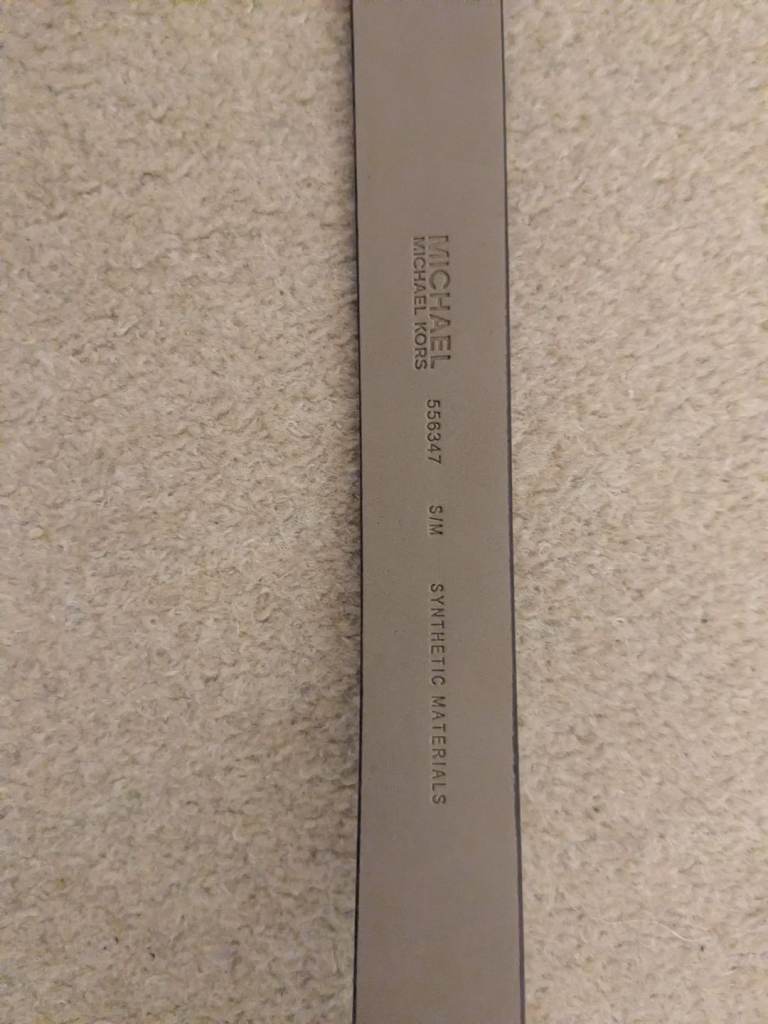 MICHAEL
MICHAEL KORS
556347 S/M SYNTHETIC MATERIALS